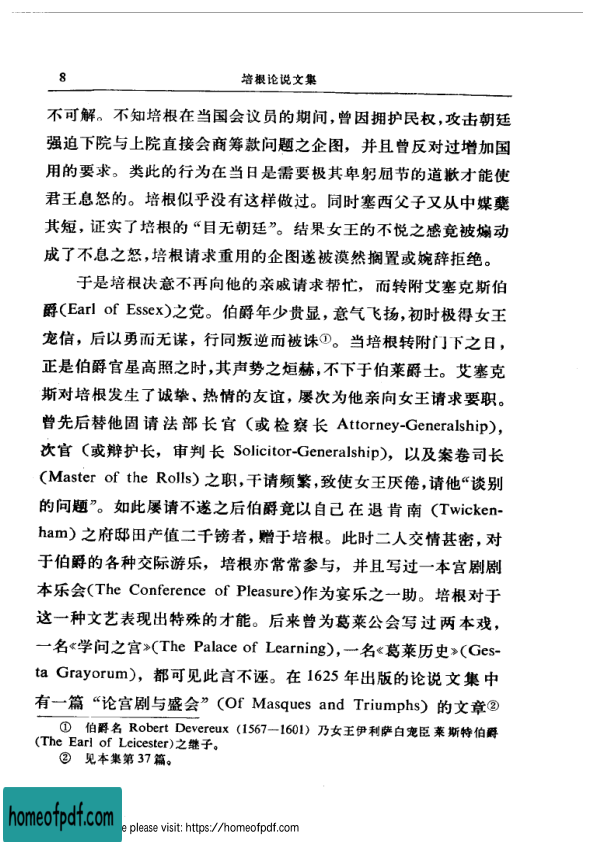 8 培根论说文集
不可解。不知培根在当国会议员的期间，曾因拥护民权，攻击朝廷
强迫下院与上院直接会商筹款问题之企图，并且曾反对过增加国
用的要求。类此的行为在当日是需要极其卑躬屈节的道歉才能使
君王息怒的。培根似乎没有这样做过。同时塞西父子又从中媒糵
其短，证实了培根的“目无朝廷”。结果女王的不悦之感竟被煽动
成了不息之怒，培根请求重用的企图遂被漠然搁置或婉辞拒绝。
于是培根决意不再向他的亲戚请求帮忙，而转附艾塞克斯伯
爵(Earl of Essex)之党。伯爵年少贵显，意气飞扬，初时极得女王
宠信，后以勇而无谋，行同叛逆而被诛①。当培根转附门下之日，
正是伯爵官星高照之时，其声势之烜赫，不下于伯莱爵士。艾塞克
斯对培根发生了诚挚、热情的友谊，屡次为他亲向女王请求要职。
曾先后替他固请法部长官（或检察长 Attorney-Generalship)，
次官（或辩护长，审判长 Solicitor-Generalship)，以及案卷司长
(Master of the Rolls) 之职，干请频繁，致使女王厌倦，请他“谈别
的问题”。如此屡请不遂之后伯爵竟以自己在退肯南 (Twicken-
ham) 之府邸田产值二千镑者，赠于培根。此时二人交情甚密，对
于伯爵的各种交际游乐，培根亦常常参与，并且写过一本宫剧剧
本乐会(The Conference of Pleasure)作为宴乐之一助。培根对于
这一种文艺表现出特殊的才能。后来曾为葛莱公会写过两本戏，
一名《学问之宫》(The Palace of Learning)，一名《葛莱历史》(Ges-
ta Grayorum)，都可见此言不诬。在 1625 年出版的论说文集中
有一篇“论宫剧与盛会” (Of Masques and Triumphs) 的文章②
① 伯爵名 Robert Devereux (1567—1601) 乃女王伊利萨白宠臣莱斯特伯爵
(The Earl of Leicester)之继子。
② 见本集第37篇。
homeofpdf.com
e please visit: https://homeofpdf.com